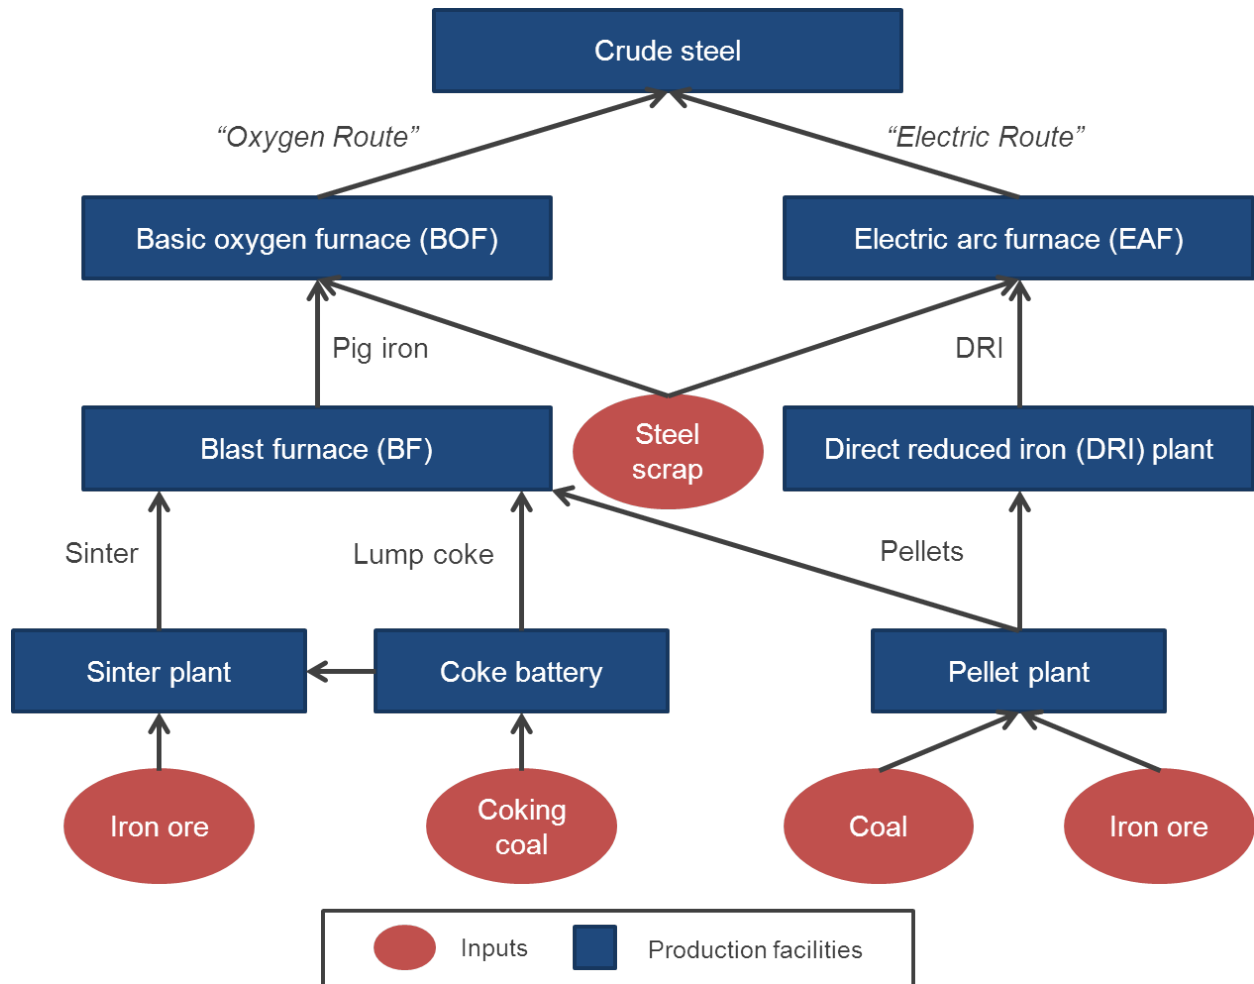 Crude steel
“Oxygen Route”
“Electric Route”
Basic oxygen furnace (BOF)
Electric arc furnace (EAF)
Pig iron
DRI
Blast furnace (BF)
Steel
scrap
Direct reduced iron (DRI) plant
Sinter
Lump coke
Pellets
Sinter plant
Coke battery
Pellet plant
Iron ore
Coking
coal
Coal
Iron ore
Inputs
Production facilities